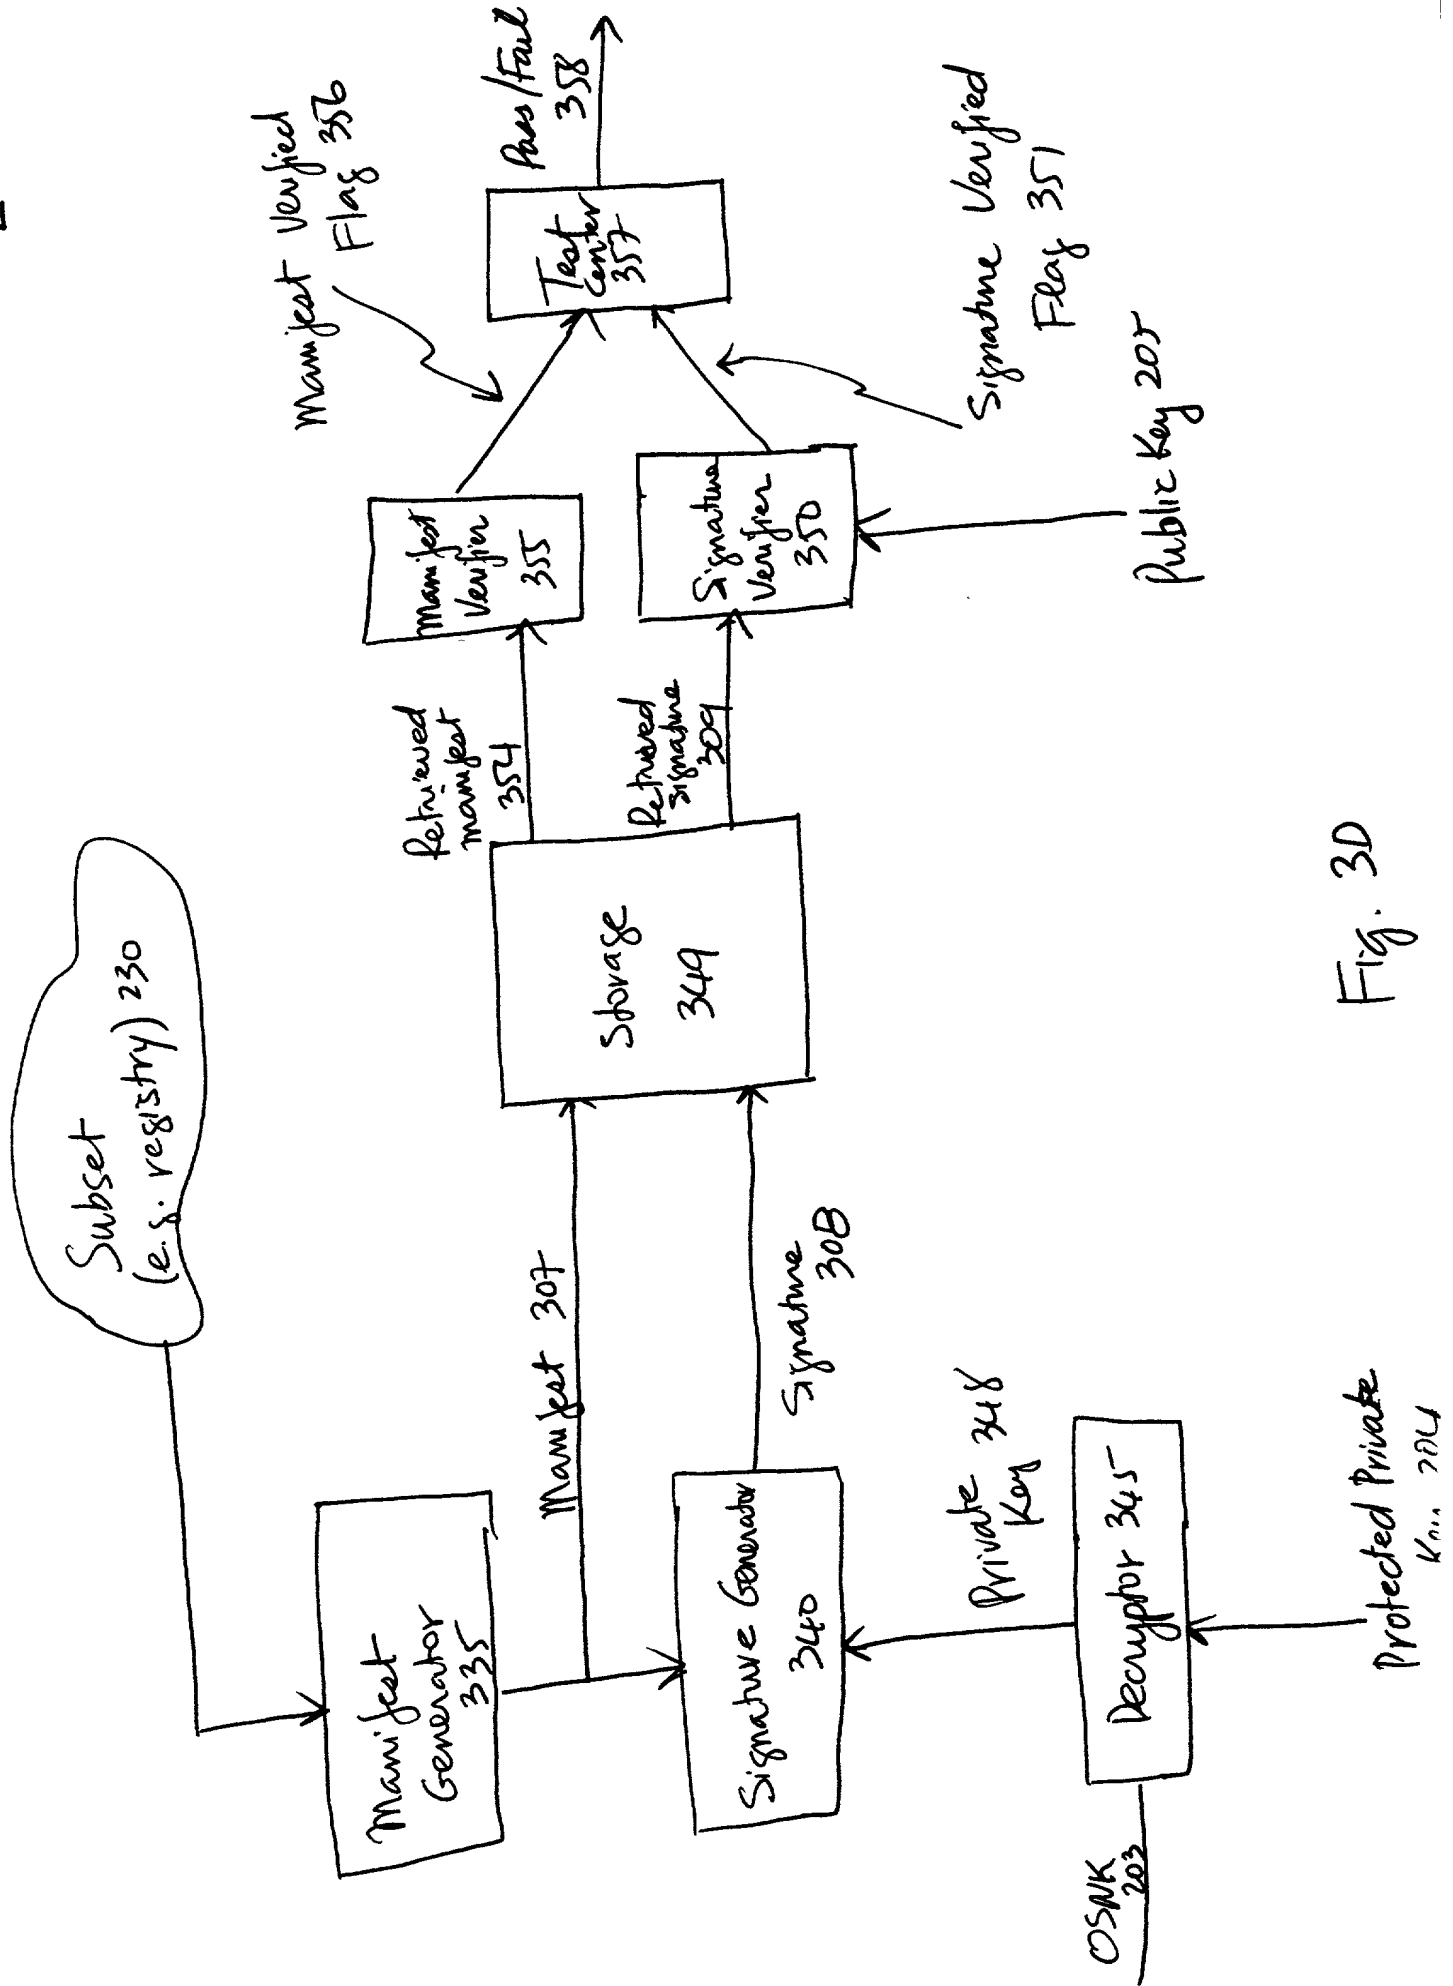 Subset
(e.g. registry) 230
Manifest
Generator
335
Manifest 307
Signature Generator
340
Signature
308
Private 348
Key
OSNK
203
Decryptor 345
Protected Private
Key 204
Storage
349
Retrieved
manifest
354
Retrieved
signature
309
Manifest
Verifier
355
Signature
Verifier
350
Public Key 205
Manifest Verified
Flag 356
Signature Verified
Flag 351
Test
Center
357
Pass/Fail
358
Fig. 3D